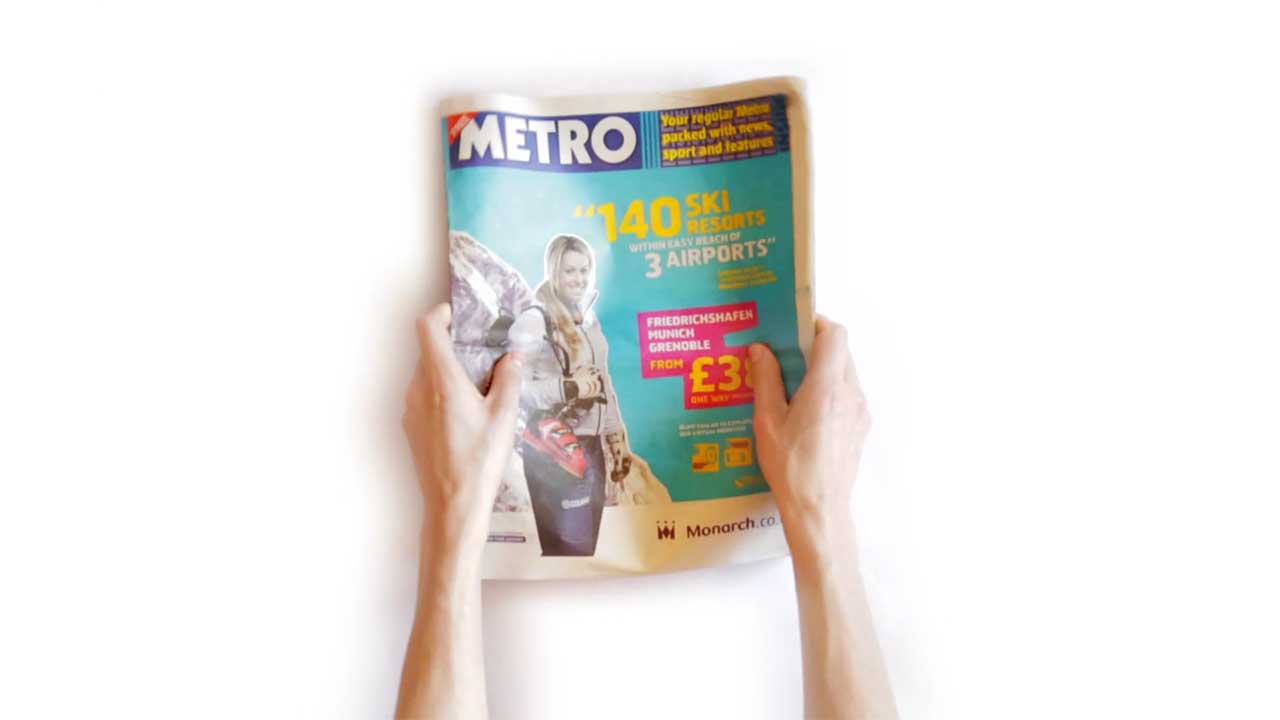 METRO
Your regular Metro
packed with news,
sport and features
“140 SKI
RESORTS
WITHIN EASY REACH OF
3 AIRPORTS”
FRIEDRICHSHAFEN
MUNICH
GRENOBLE
FROM £38
ONE WAY
Monarch.co.